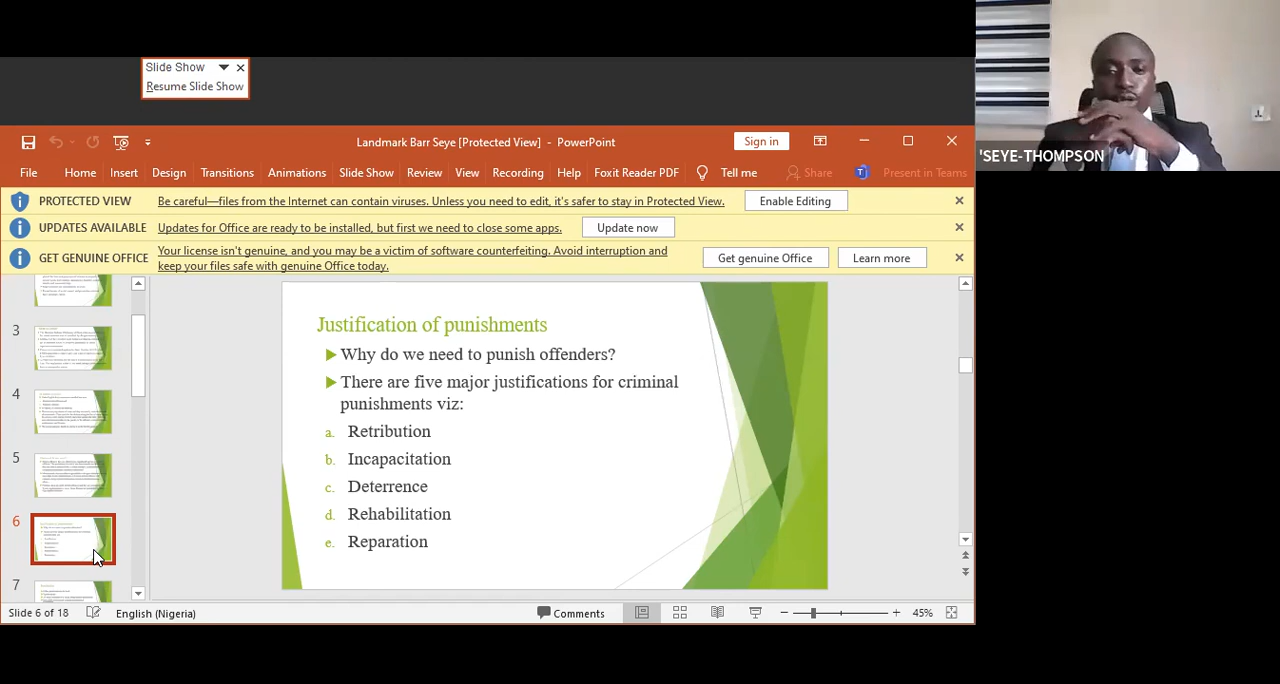 Slide Show
Resume Slide Show
'SEYE-THOMPSON
Landmark Barr Seye [Protected View] - PowerPoint
Sign in
File Home Insert Design Transitions Animations Slide Show Review View Recording Help Foxit Reader PDF Tell me Share Present in Teams
PROTECTED VIEW Be careful—files from the Internet can contain viruses. Unless you need to edit, it's safer to stay in Protected View. Enable Editing
UPDATES AVAILABLE Updates for Office are ready to be installed, but first we need to close some apps. Update now
GET GENUINE OFFICE Your license isn't genuine, and you may be a victim of software counterfeiting. Avoid interruption and
keep your files safe with genuine Office today.
Get genuine Office Learn more
3
4
5
6
7
Justification of punishments
Why do we need to punish offenders?
There are five major justifications for criminal
punishments viz:
a. Retribution
b. Incapacitation
c. Deterrence
d. Rehabilitation
e. Reparation
Slide 6 of 18 English (Nigeria) Comments 45%